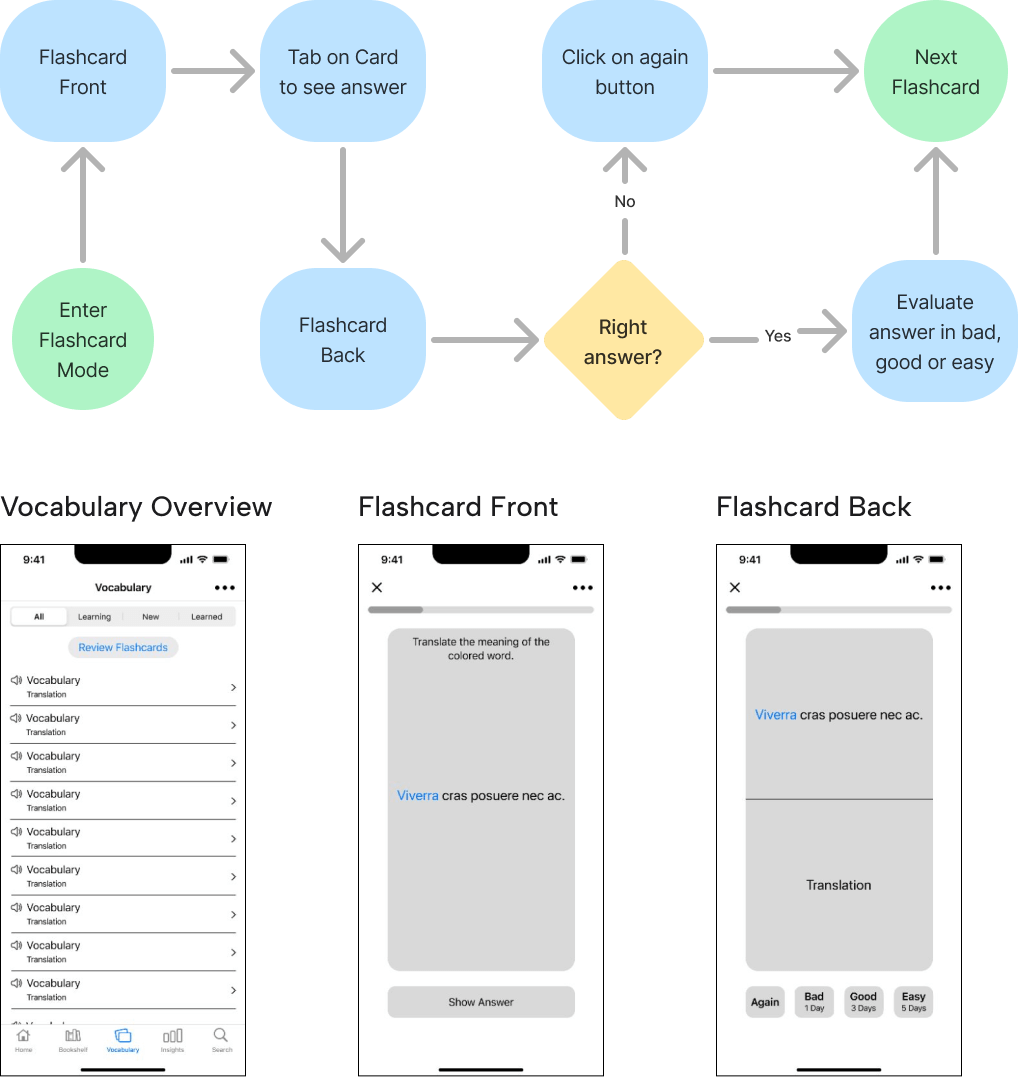 Flashcard
Front
Tab on Card
to see answer
Click on again
button
Next
Flashcard
No
Enter
Flashcard
Mode
Flashcard
Back
Right
answer?
Yes
Evaluate
answer in bad,
good or easy
Vocabulary Overview
9:41
Vocabulary
All
Learning
New
Learned
Review Flashcards
Vocabulary
Translation
Vocabulary
Translation
Vocabulary
Translation
Vocabulary
Translation
Vocabulary
Translation
Vocabulary
Translation
Vocabulary
Translation
Vocabulary
Translation
Vocabulary
Translation
Home
Bookshelf
Vocabulary
Insights
Search
Flashcard Front
9:41
Translate the meaning of the
colored word.
Viverra cras posuere nec ac.
Show Answer
Flashcard Back
9:41
Viverra cras posuere nec ac.
Translation
Again
Bad
1 Day
Good
3 Days
Easy
5 Days